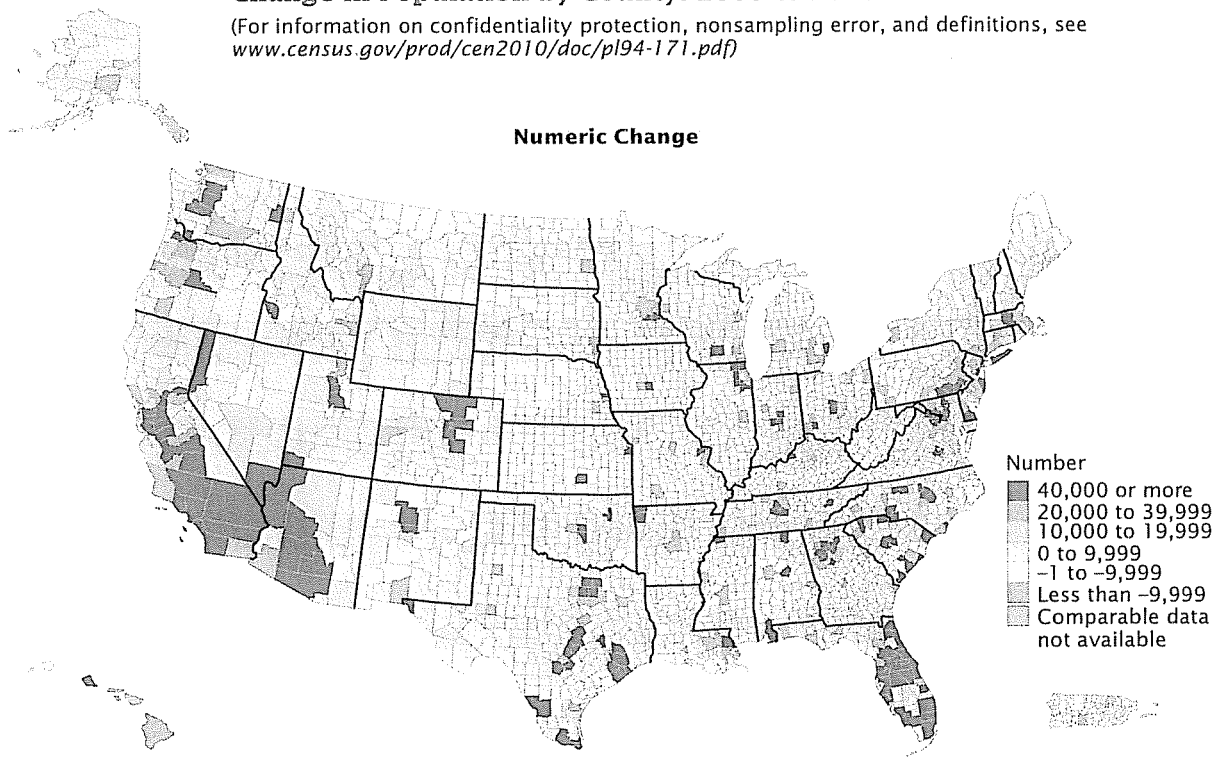 (For information on confidentiality protection, nonsampling error, and definitions, see
www.census.gov/prod/cen2010/doc/pl94-171.pdf)
Numeric Change
Number
40,000 or more
20,000 to 39,999
10,000 to 19,999
0 to 9,999
–1 to –9,999
Less than –9,999
Comparable data
not available